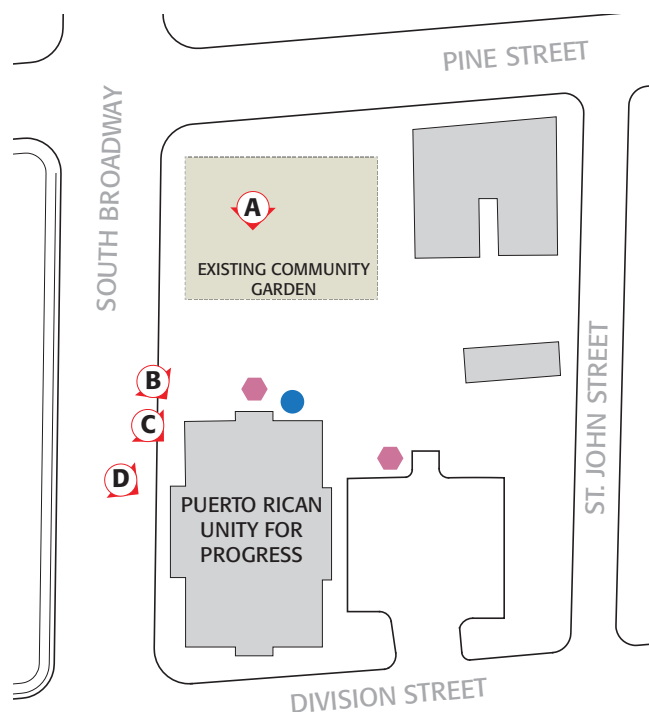 PINE STREET
SOUTH BROADWAY
A
EXISTING COMMUNITY
GARDEN
B
C
D
ST. JOHN STREET
PUERTO RICAN
UNITY FOR
PROGRESS
DIVISION STREET